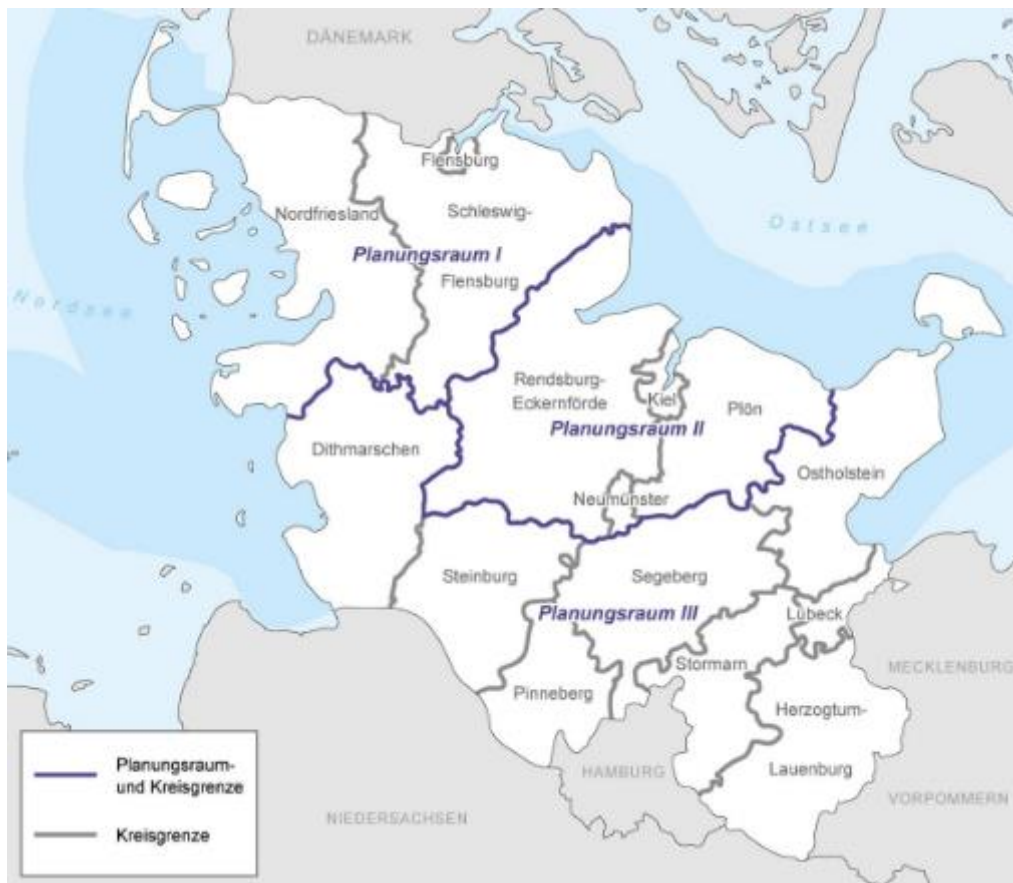 DÄNEMARK
Flensburg
Nordfriesland
Schleswig-
Planungsraum I
Flensburg
Ostsee
Nordsee
Rendsburg-
Eckernförde
Kiel
Plön
Planungsraum II
Dithmarschen
Ostholstein
Neumünster
Steinburg
Segeberg
Planungsraum III
Lübeck
Stormarn
Pinneberg
MECKLENBURG
Herzogtum-
Lauenburg
HAMBURG
VORPOMMERN
NIEDERSACHSEN
Planungsraum-
und Kreisgrenze
Kreisgrenze